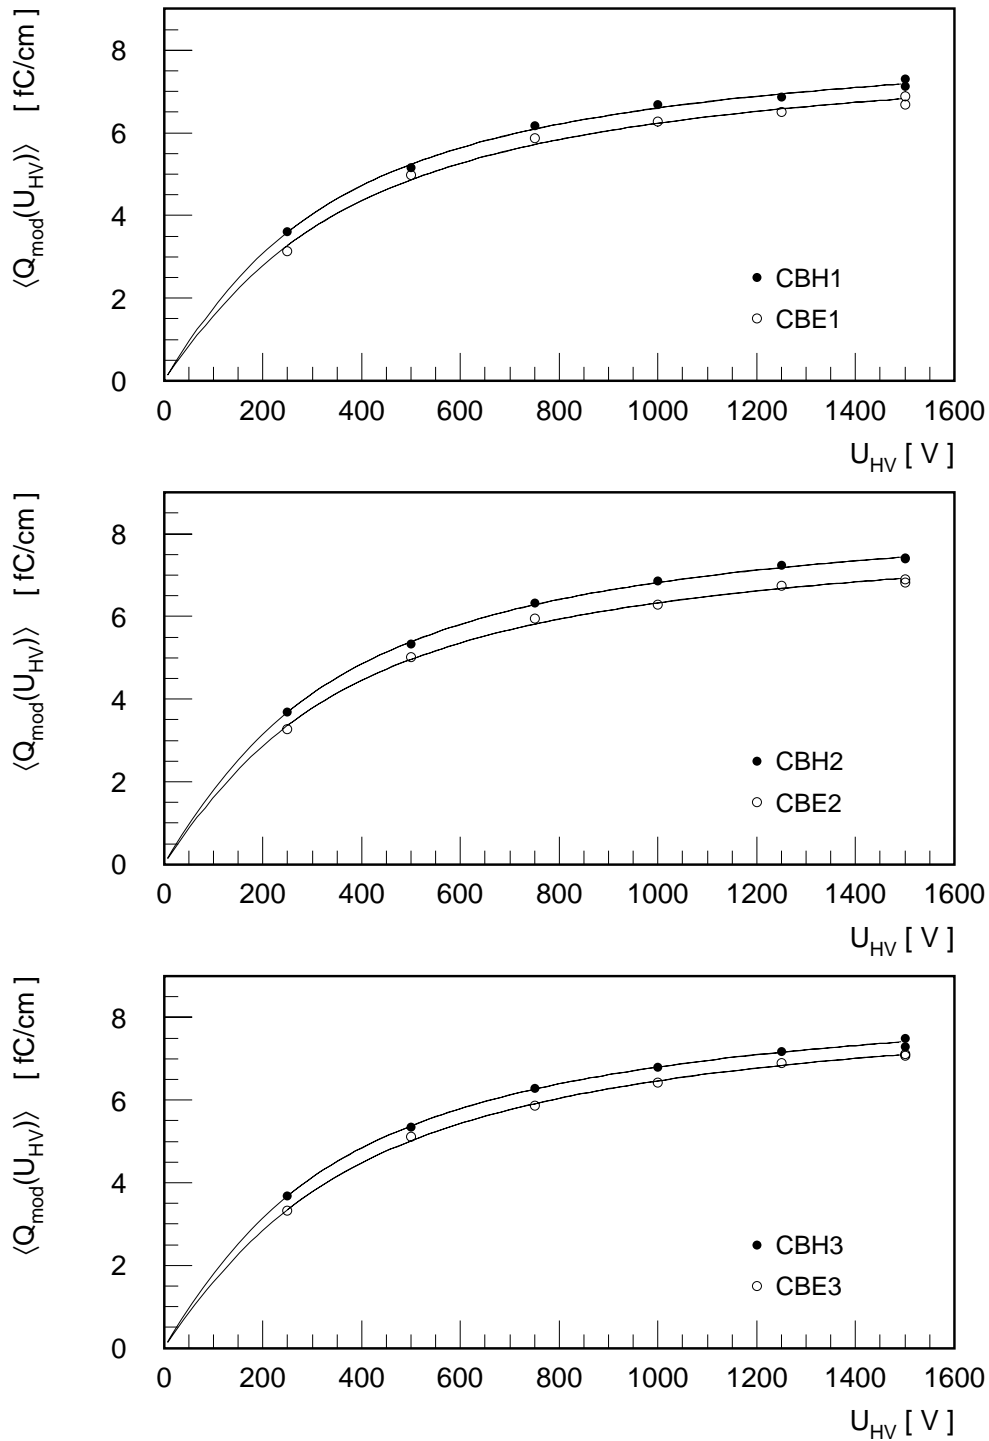 ⟨Q_mod(U_HV)⟩ [ fC/cm ]
8
6
4
2
0
CBH1
CBE1
0 200 400 600 800 1000 1200 1400 1600
U_HV [ V ]
⟨Q_mod(U_HV)⟩ [ fC/cm ]
8
6
4
2
0
CBH2
CBE2
0 200 400 600 800 1000 1200 1400 1600
U_HV [ V ]
⟨Q_mod(U_HV)⟩ [ fC/cm ]
8
6
4
2
0
CBH3
CBE3
0 200 400 600 800 1000 1200 1400 1600
U_HV [ V ]